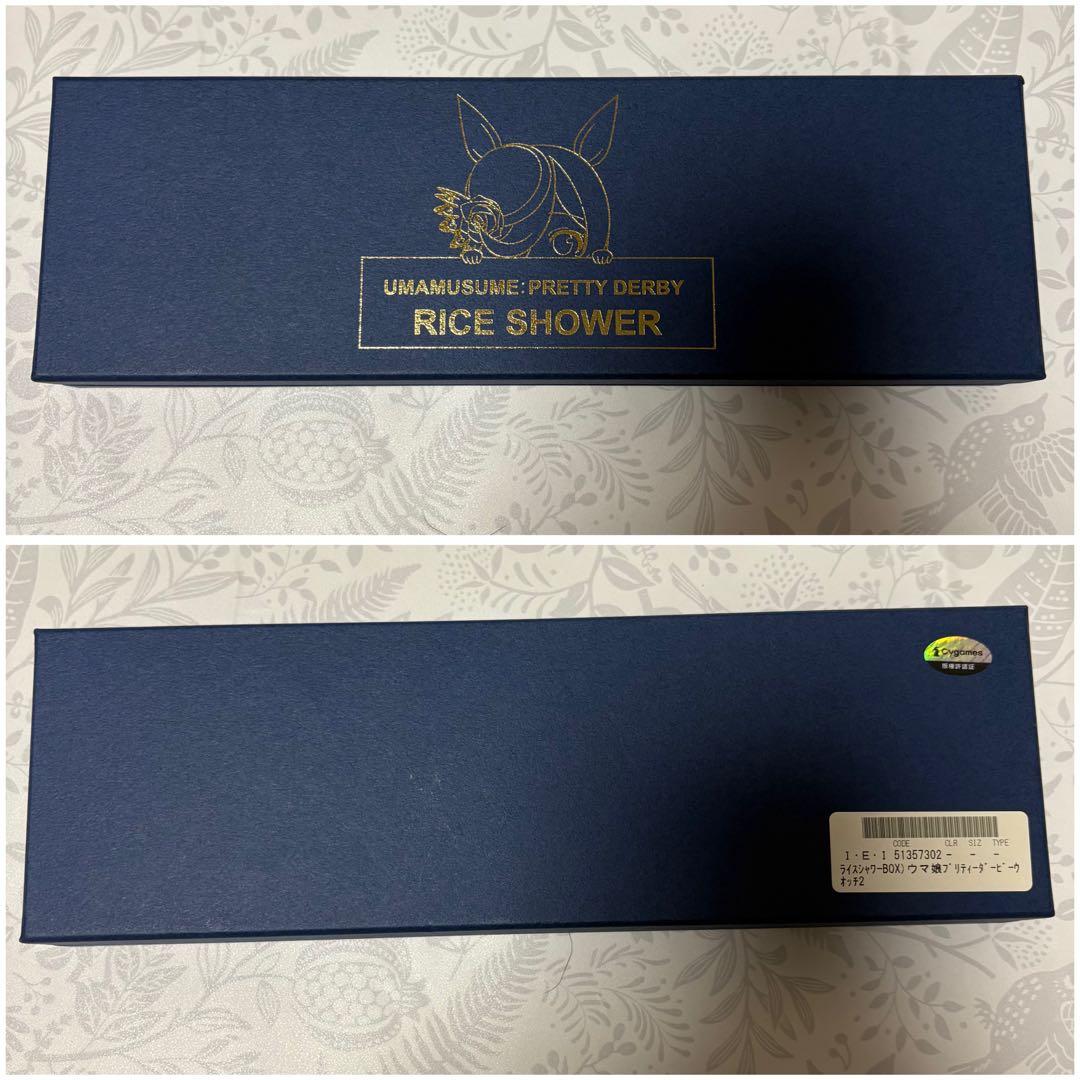 UMAMUSUME: PRETTY DERBY
RICE SHOWER
Cygames
版権許諾証
CODE CLR SIZ TYPE
I・E・I 51357302 - - -
ライスシャワーBOX)ウマ娘プリティーダービーウ
オッチ2